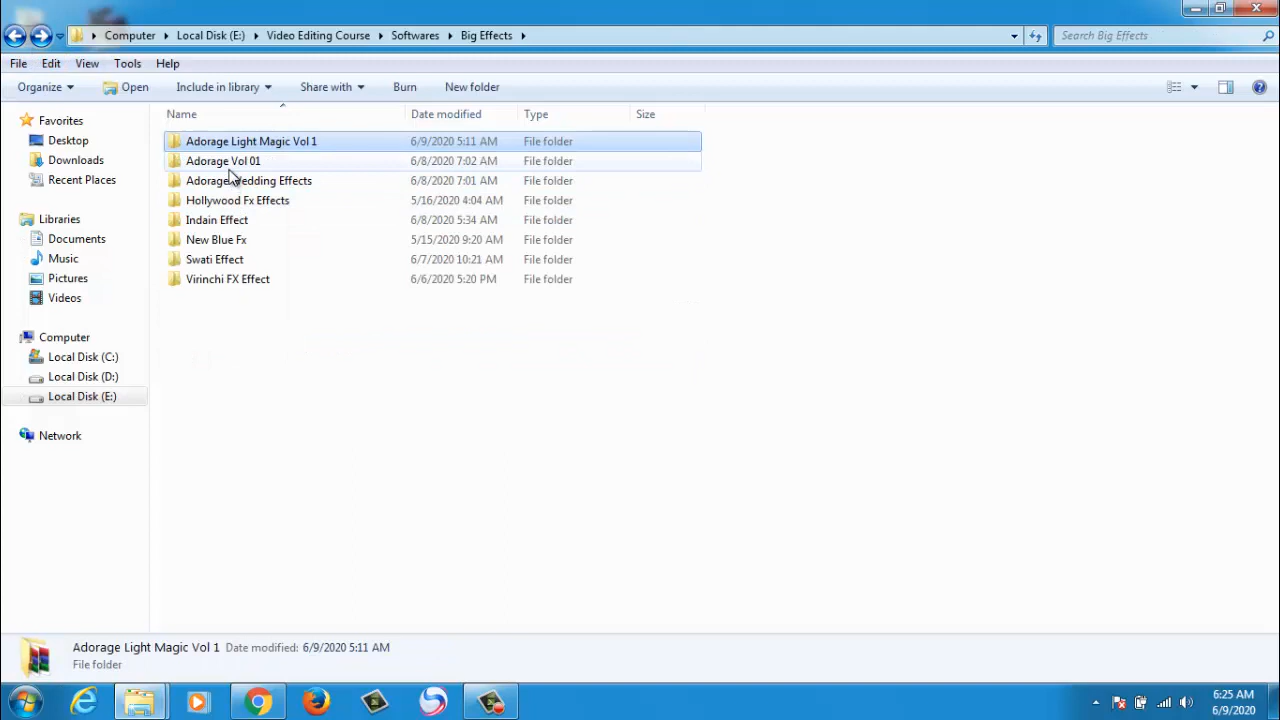 Computer Local Disk (E:) Video Editing Course Softwares Big Effects Search Big Effects
File Edit View Tools Help
Organize Open Include in library Share with Burn New folder
Name Date modified Type Size
Favorites
Desktop
Downloads
Recent Places
Libraries
Documents
Music
Pictures
Videos
Computer
Local Disk (C:)
Local Disk (D:)
Local Disk (E:)
Network
Adorage Light Magic Vol 1 6/9/2020 5:11 AM File folder
Adorage Vol 01 6/8/2020 7:02 AM File folder
Adorage Wedding Effects 6/8/2020 7:01 AM File folder
Hollywood Fx Effects 5/16/2020 4:04 AM File folder
Indain Effect 6/8/2020 5:34 AM File folder
New Blue Fx 5/15/2020 9:20 AM File folder
Swati Effect 6/7/2020 10:21 AM File folder
Virinchi FX Effect 6/6/2020 5:20 PM File folder
Adorage Light Magic Vol 1 Date modified: 6/9/2020 5:11 AM
File folder
6:25 AM
6/9/2020